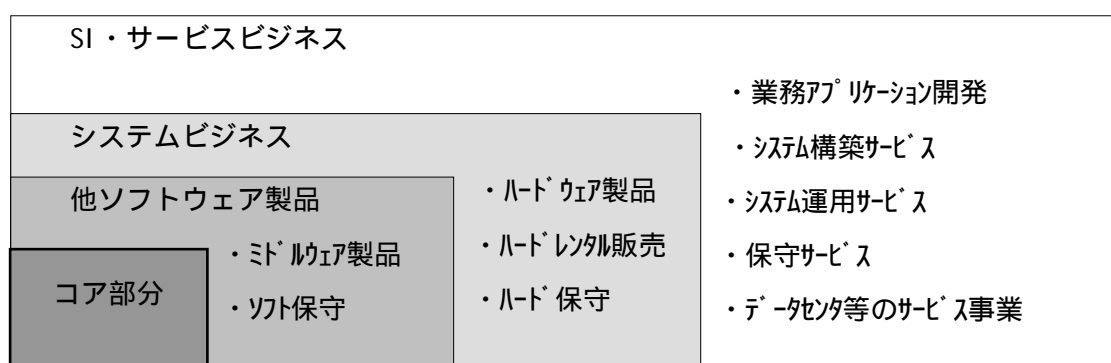 SI・サービスビジネス
・業務ｱﾌﾟﾘｹｰｼｮﾝ開発
システムビジネス
・ｼｽﾃﾑ構築ｻｰﾋﾞｽ
他ソフトウェア製品
・ﾊｰﾄﾞｳｪｱ製品
・ｼｽﾃﾑ運用ｻｰﾋﾞｽ
・ﾐﾄﾞﾙｳｪｱ製品
・ﾊｰﾄﾞﾚﾝﾀﾙ販売
・保守ｻｰﾋﾞｽ
コア部分
・ｿﾌﾄ保守
・ﾊｰﾄﾞ保守
・ﾃﾞｰﾀｾﾝﾀ等のｻｰﾋﾞｽ事業